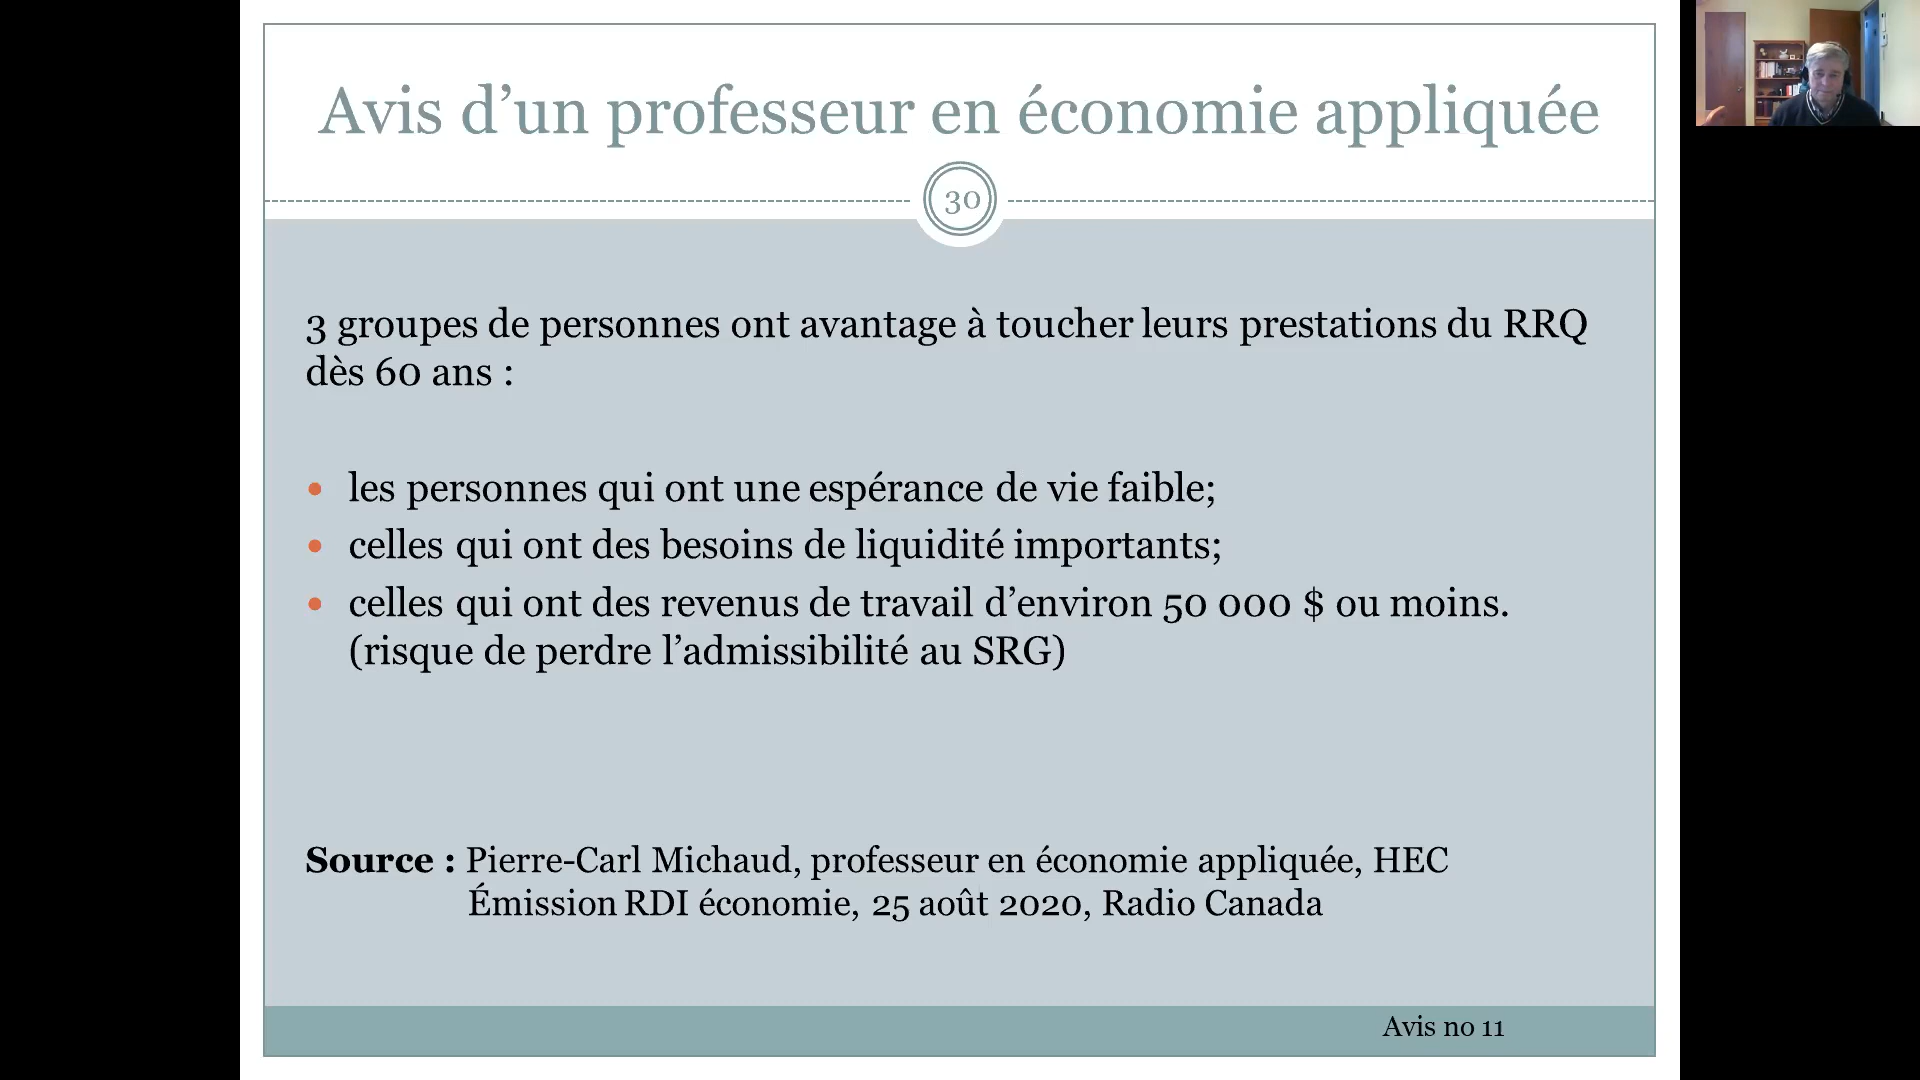 Avis d’un professeur en économie appliquée
30
3 groupes de personnes ont avantage à toucher leurs prestations du RRQ
dès 60 ans :
• les personnes qui ont une espérance de vie faible;
• celles qui ont des besoins de liquidité importants;
• celles qui ont des revenus de travail d’environ 50 000 $ ou moins.
(risque de perdre l’admissibilité au SRG)
Source : Pierre-Carl Michaud, professeur en économie appliquée, HEC
Émission RDI économie, 25 août 2020, Radio Canada
Avis no 11